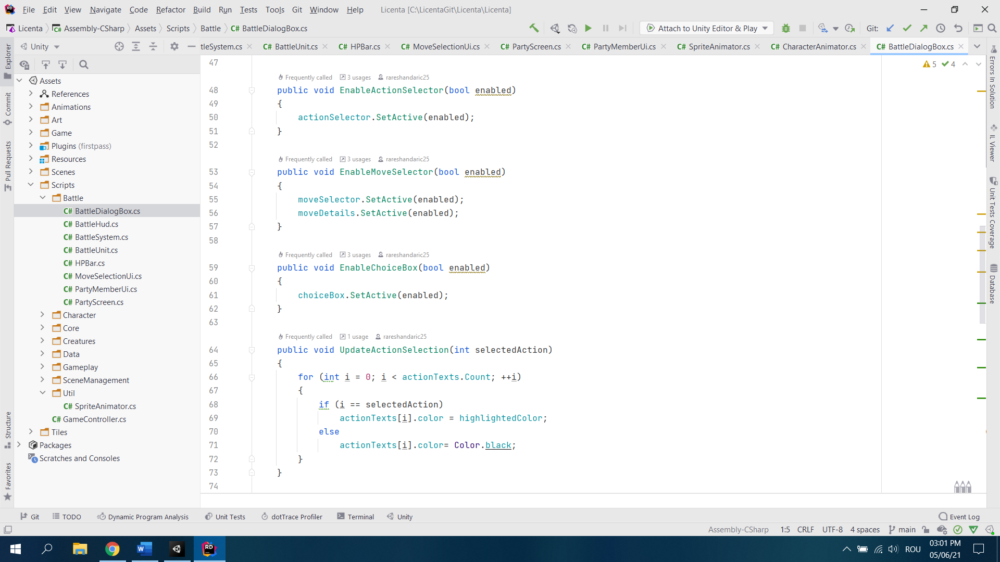 File Edit View Navigate Code Refactor Build Run Tests Tools Git Window Help Licenta [C:\LicentaGit\Licenta\Licenta]
Licenta Assembly-CSharp Assets Scripts Battle C# BattleDialogBox.cs Attach to Unity Editor & Play Git:
Unity
tleSystem.cs C# BattleUnit.cs C# HPBar.cs C# MoveSelectionUi.cs C# PartyScreen.cs C# PartyMemberUi.cs C# SpriteAnimator.cs C# CharacterAnimator.cs C# BattleDialogBox.cs
Explorer
Commit
Pull Requests
Structure
Favorites
Assets
References
Animations
Art
Game
Plugins (firstpass)
Resources
Scenes
Scripts
Battle
C# BattleDialogBox.cs
C# BattleHud.cs
C# BattleSystem.cs
C# BattleUnit.cs
C# HPBar.cs
C# MoveSelectionUi.cs
C# PartyMemberUi.cs
C# PartyScreen.cs
Character
Core
Creatures
Data
Gameplay
SceneManagement
Util
C# SpriteAnimator.cs
C# GameController.cs
Tiles
Packages
Scratches and Consoles
5 4
47
Frequently called 3 usages rareshandaric25
48 public void EnableActionSelector(bool enabled)
49 {
50 actionSelector.SetActive(enabled);
51 }
52
Frequently called 3 usages rareshandaric25
53 public void EnableMoveSelector(bool enabled)
54 {
55 moveSelector.SetActive(enabled);
56 moveDetails.SetActive(enabled);
57 }
58
Frequently called 3 usages rareshandaric25
59 public void EnableChoiceBox(bool enabled)
60 {
61 choiceBox.SetActive(enabled);
62 }
63
Frequently called 1 usage rareshandaric25
64 public void UpdateActionSelection(int selectedAction)
65 {
66 for (int i = 0; i < actionTexts.Count; ++i)
67 {
68 if (i == selectedAction)
69 actionTexts[i].color = highlightedColor;
70 else
71 actionTexts[i].color= Color.black;
72 }
73 }
74
Errors In Solution
IL Viewer
Unit Tests Coverage
Database
Git TODO Dynamic Program Analysis Unit Tests dotTrace Profiler Terminal Unity Event Log
Assembly-CSharp 1:5 CRLF UTF-8 4 spaces main
ROU 03:01 PM
05/06/21